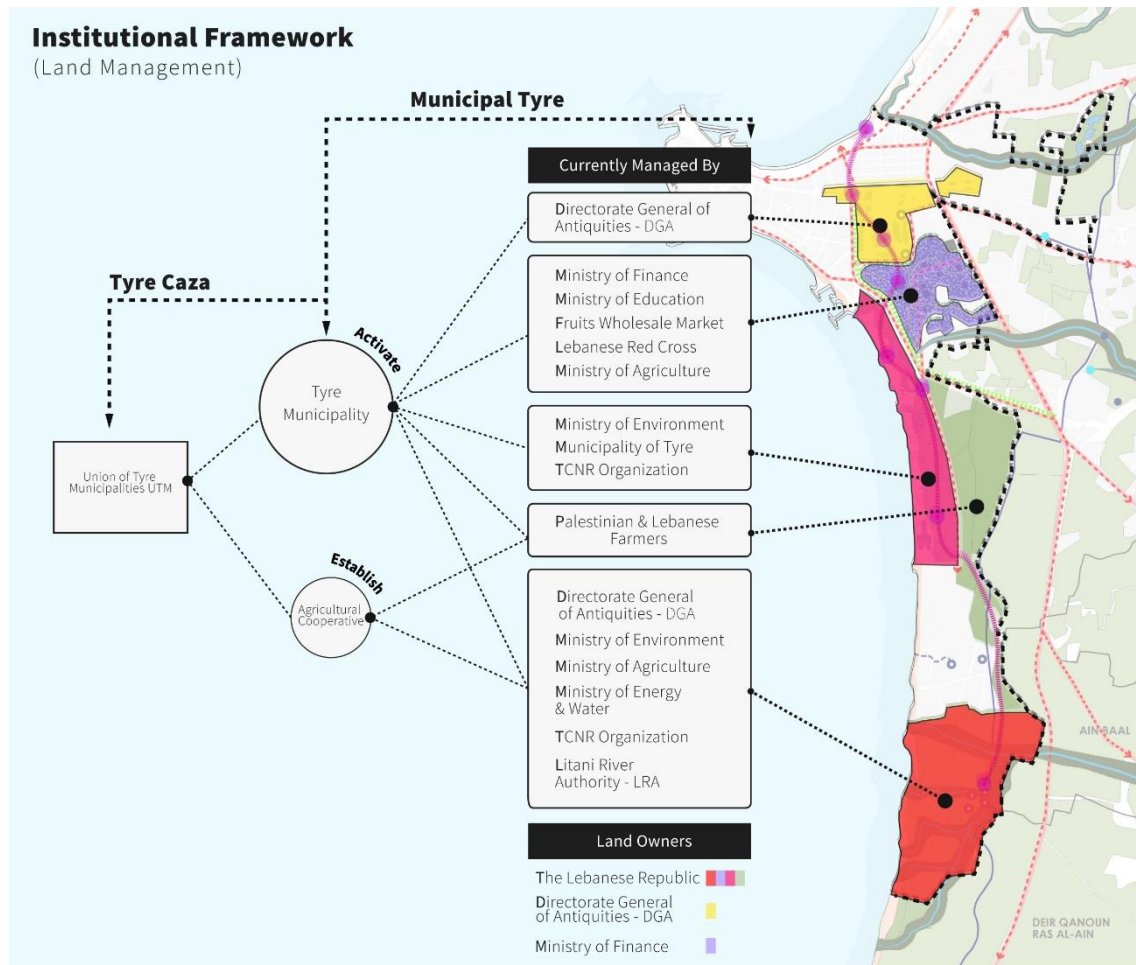 Institutional Framework
(Land Management)
Municipal Tyre
Tyre Caza
Currently Managed By
Directorate General of
Antiquities - DGA
Ministry of Finance
Ministry of Education
Fruits Wholesale Market
Lebanese Red Cross
Ministry of Agriculture
Activate
Tyre
Municipality
Ministry of Environment
Municipality of Tyre
TCNR Organization
Union of Tyre
Municipalities UTM
Palestinian & Lebanese
Farmers
Establish
Agricultural
Cooperative
Directorate General
of Antiquities - DGA
Ministry of Environment
Ministry of Agriculture
Ministry of Energy
& Water
TCNR Organization
Litani River
Authority - LRA
AIN BAAL
Land Owners
The Lebanese Republic
Directorate General
of Antiquities - DGA
Ministry of Finance
DEIR QANOUN
RAS AL-AIN